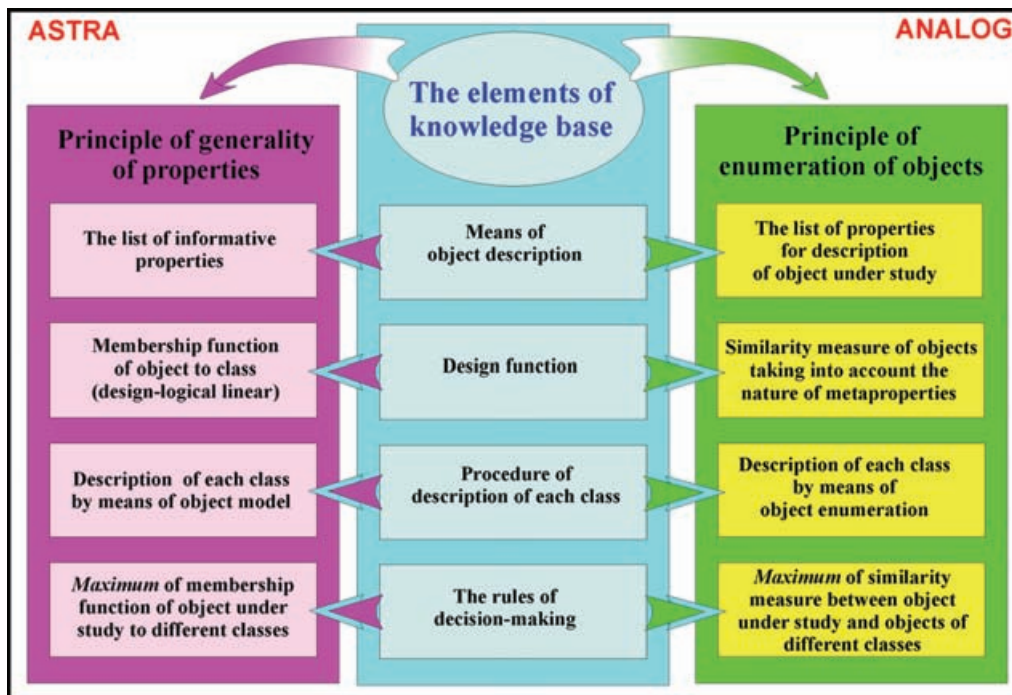 ASTRA
ANALOG
The elements of
knowledge base
Principle of generality
of properties
Principle of
enumeration of objects
The list of informative
properties
Means of
object description
The list of properties
for description
of object under study
Membership function
of object to class
(design-logical linear)
Design function
Similarity measure of objects
taking into account the
nature of metaproperties
Description of each class
by means of object model
Procedure of
description of each class
Description of each class
by means of
object enumeration
Maximum of membership
function of object under
study to different classes
The rules of
decision-making
Maximum of similarity
measure between object
under study and objects of
different classes